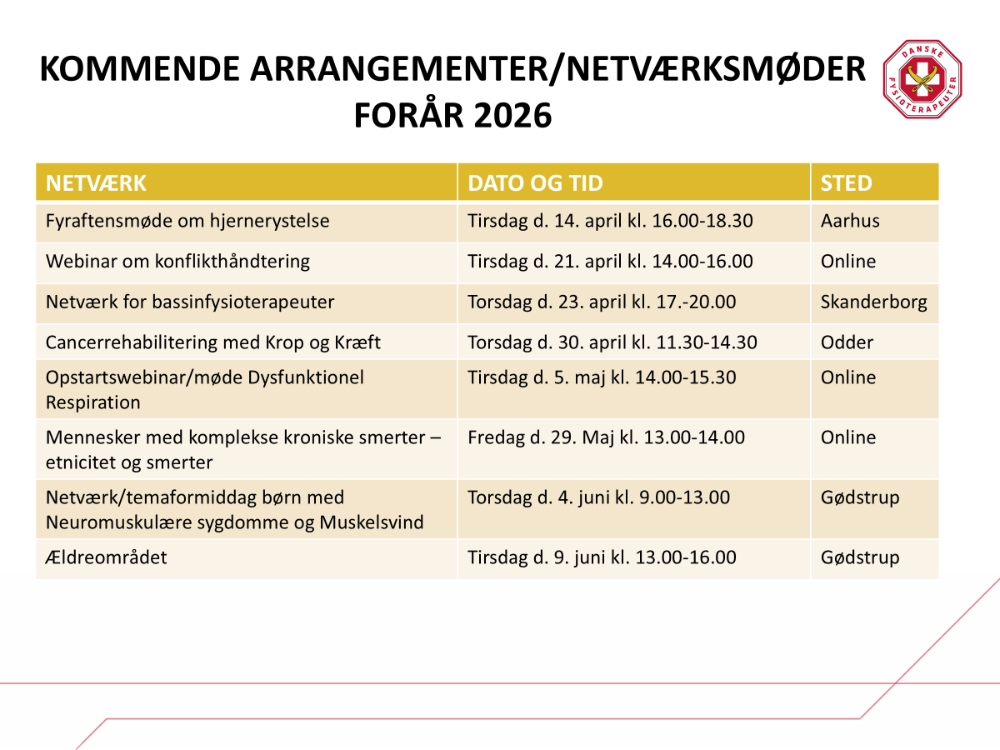 KOMMENDE ARRANGEMENTER/NETVÆRKSMØDER
FORÅR 2026
DANSKE
FYSIOTERAPEUTER
NETVÆRK DATO OG TID STED
Fyraftensmøde om hjernerystelse Tirsdag d. 14. april kl. 16.00-18.30 Aarhus
Webinar om konflikthåndtering Tirsdag d. 21. april kl. 14.00-16.00 Online
Netværk for bassinfysioterapeuter Torsdag d. 23. april kl. 17.-20.00 Skanderborg
Cancerrehabilitering med Krop og Kræft Torsdag d. 30. april kl. 11.30-14.30 Odder
Opstartswebinar/møde Dysfunktionel Tirsdag d. 5. maj kl. 14.00-15.30 Online
Respiration
Mennesker med komplekse kroniske smerter – Fredag d. 29. Maj kl. 13.00-14.00 Online
etnicitet og smerter
Netværk/temaformiddag børn med Torsdag d. 4. juni kl. 9.00-13.00 Gødstrup
Neuromuskulære sygdomme og Muskelsvind
Ældreområdet Tirsdag d. 9. juni kl. 13.00-16.00 Gødstrup